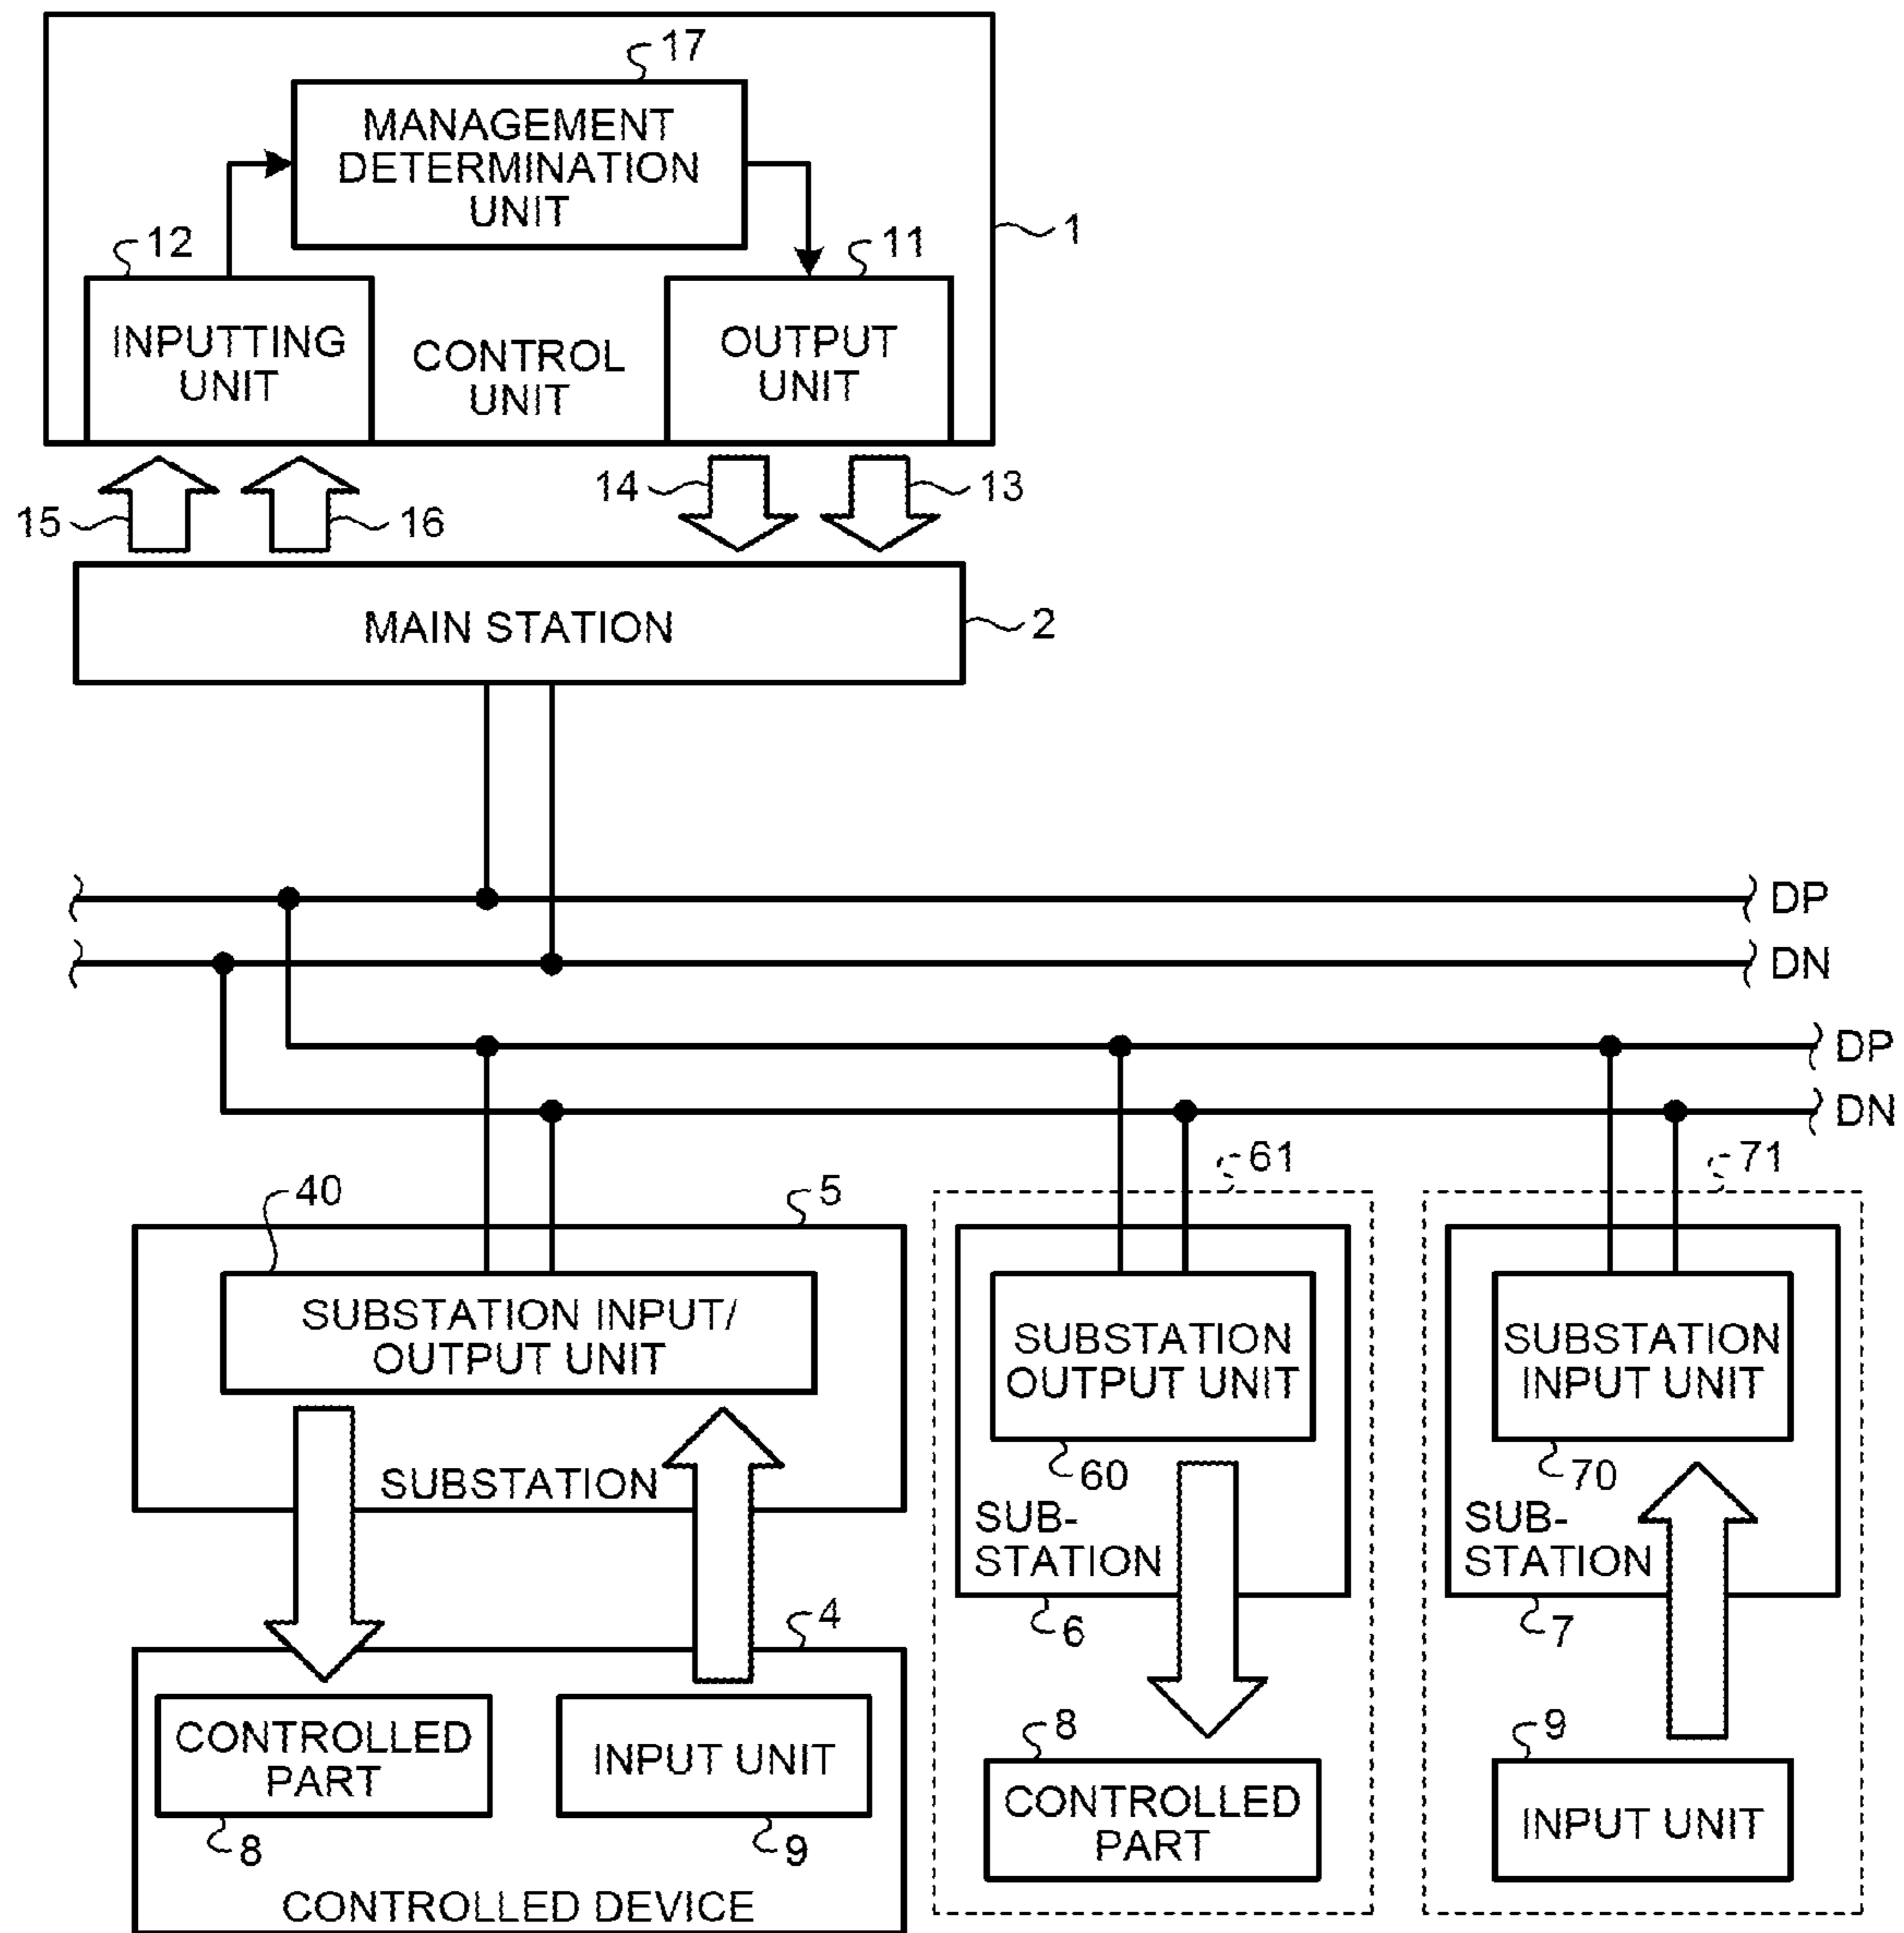 17
MANAGEMENT
DETERMINATION
UNIT
1
12
11
INPUTTING
UNIT
CONTROL
UNIT
OUTPUT
UNIT
15
16
14
13
MAIN STATION
2
DP
DN
DP
DN
40
5
61
71
SUBSTATION INPUT/
OUTPUT UNIT
SUBSTATION
SUBSTATION
OUTPUT UNIT
60
SUB-
STATION
6
SUBSTATION
INPUT UNIT
70
SUB-
STATION
7
4
CONTROLLED
PART
8
INPUT UNIT
9
CONTROLLED DEVICE
8
CONTROLLED
PART
9
INPUT UNIT